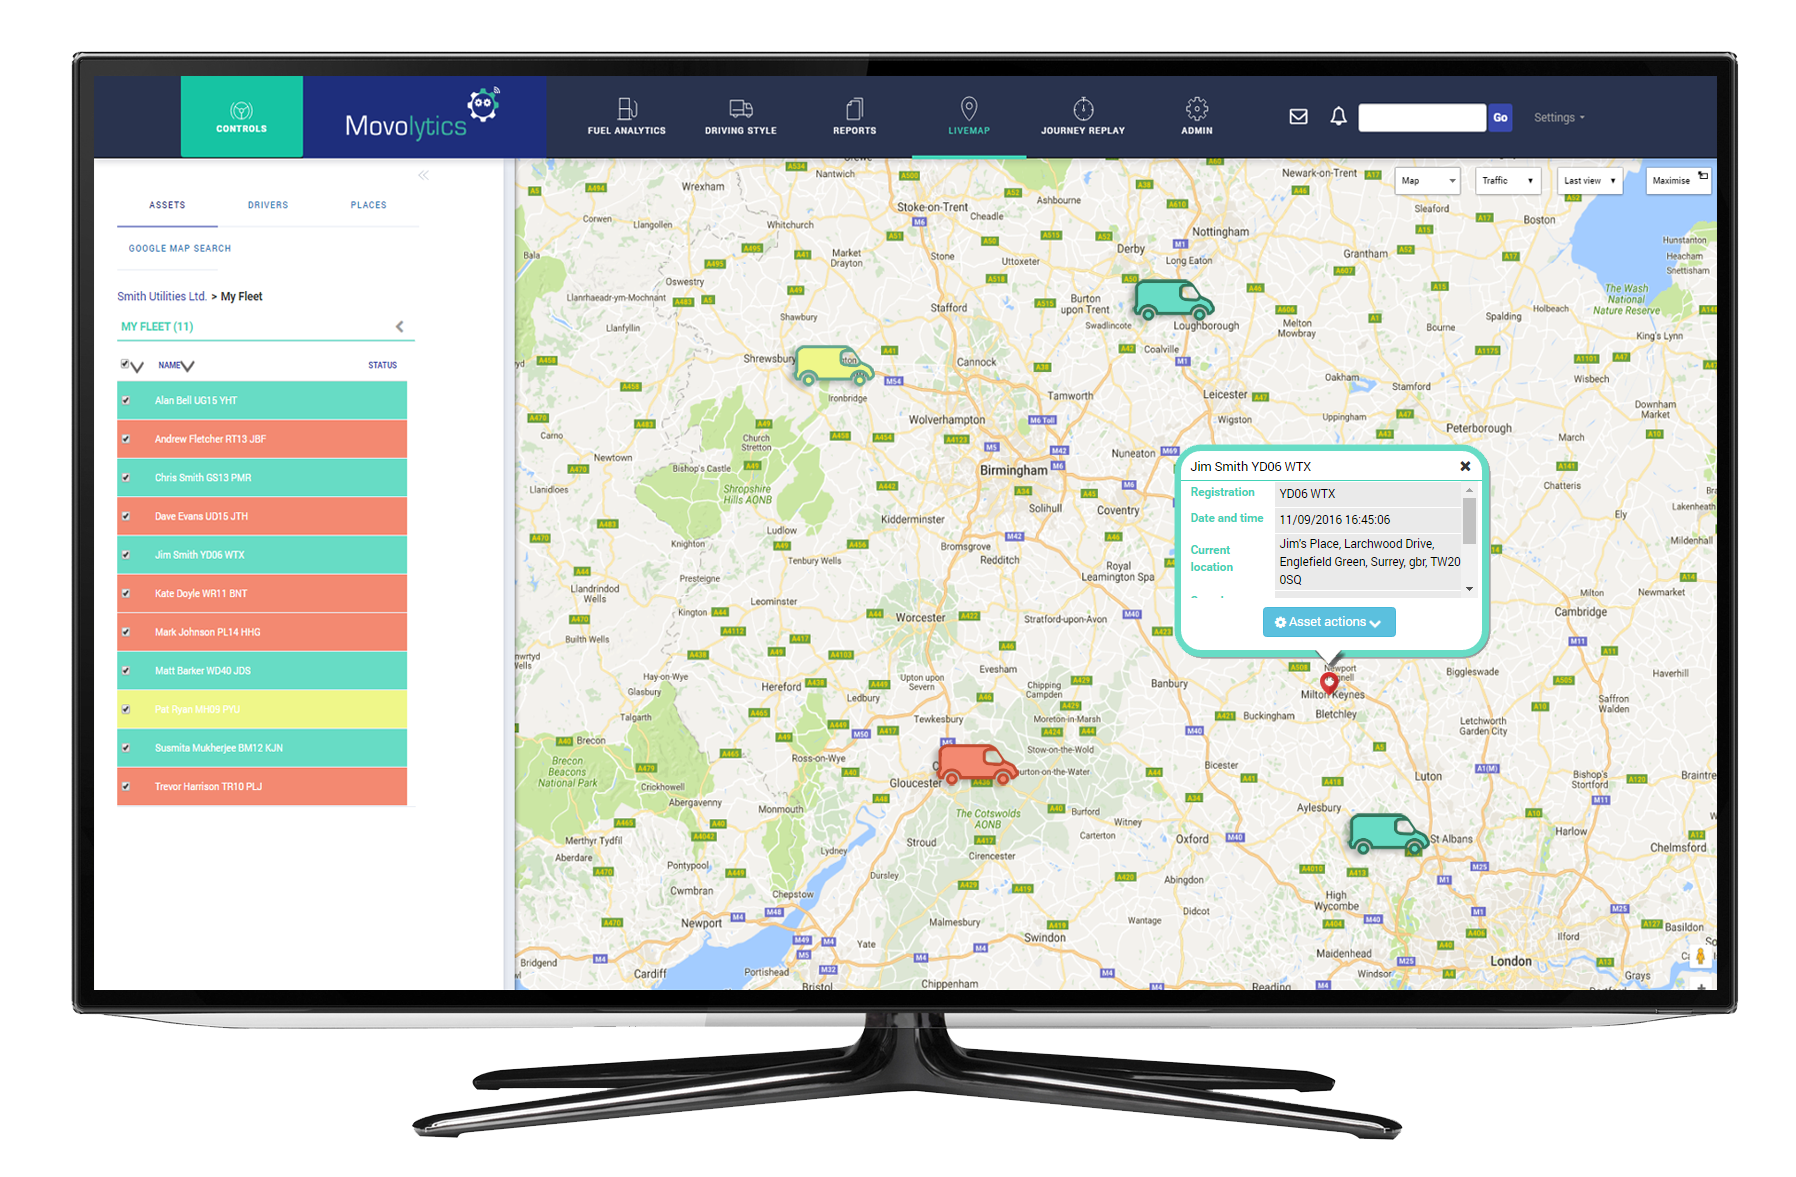 CONTROLS
Movolytics
FUEL ANALYTICS
DRIVING STYLE
REPORTS
LIVEMAP
JOURNEY REPLAY
ADMIN
Go
Settings
ASSETS
DRIVERS
PLACES
GOOGLE MAP SEARCH
Smith Utilities Ltd. > My Fleet
MY FLEET (11)
NAME
STATUS
Alan Bell UG15 YHT
Andrew Fletcher RT13 JBF
Chris Smith GS13 PMR
Dave Evans UD15 JTH
Jim Smith YD06 WTX
Kate Doyle WR11 BNT
Mark Johnson PL14 HHG
Matt Barker WD40 JDS
Pat Ryan MH09 PYU
Susmita Mukherjee BM12 KJN
Trevor Harrison TR10 PLJ
Map
Traffic
Last view
Maximise
Jim Smith YD06 WTX
Registration
YD06 WTX
Date and time
11/09/2016 16:45:06
Current
location
Jim's Place, Larchwood Drive,
Englefield Green, Surrey, gbr, TW20
0SQ
Asset actions
Nantwich
Wrexham
Newark-on-Trent
Corwen
Llangollen
Whitchurch
Stoke-on-Trent
Cheadle
Ashbourne
Nottingham
Sleaford
Boston
Bala
Market
Drayton
Stone
Uttoxeter
Derby
Long Eaton
Grantham
Hunstanton
Heacham
Snettisham
Oswestry
Llanrhaeadr-ym-Mochnant
Shawbury
Stafford
Burton
upon Trent
Swadlincote
Loughborough
Melton
Mowbray
Bourne
Spalding
Holbeach
The Wash
National
Nature Reserve
King's Lynn
Llanfyllin
Shrewsbury
Ironbridge
Cannock
Coalville
Oakham
Stamford
Wisbech
Tamworth
Leicester
Wigston
Uppingham
Peterborough
Downham
Market
March
Carno
Newtown
Church
Stretton
Wolverhampton
M6 Toll
Birmingham
Nuneaton
Bishop's Castle
Llanidloes
Shropshire
Hills AONB
Kidderminster
Solihull
Coventry
Chatteris
Ely
Lakenheath
Mildenhall
Ludlow
Knighton
Tenbury Wells
Bromsgrove
Redditch
Royal
Leamington Spa
Presteigne
Llandrindod
Wells
Leominster
Kington
Worcester
Stratford-upon-Avon
Milton
Newmarket
Cambridge
Builth Wells
Hay-on-Wye
Glasbury
Hereford
Ledbury
Upton upon
Severn
Evesham
Chipping
Campden
Banbury
Newport
Milton Keynes
Bletchley
Buckingham
Biggleswade
Haverhill
Saffron
Walden
Talgarth
Tewkesbury
Moreton-in-Marsh
Stow-on-the-Wold
Letchworth
Garden City
Brecon
Brecon
Beacons
National Park
Crickhowell
Ross-on-Wye
Gloucester
Bicester
Luton
Bishop's
Stortford
Braintre
Abergavenny
Monmouth
The Cotswolds
AONB
Burford
Witney
Carterton
Aylesbury
Merthyr Tydfil
Aberdare
Lydney
Stroud
Cirencester
Oxford
St Albans
Harlow
Chelmsford
Pontypool
Cwmbran
Chepstow
Dursley
Abingdon
Newport
Malmesbury
Wantage
Didcot
High
Wycombe
Basildon
Yate
Swindon
Ilford
Bridgend
Cardiff
Portishead
Bristol
Chippenham
Reading
Maidenhead
Windsor
London
Grays